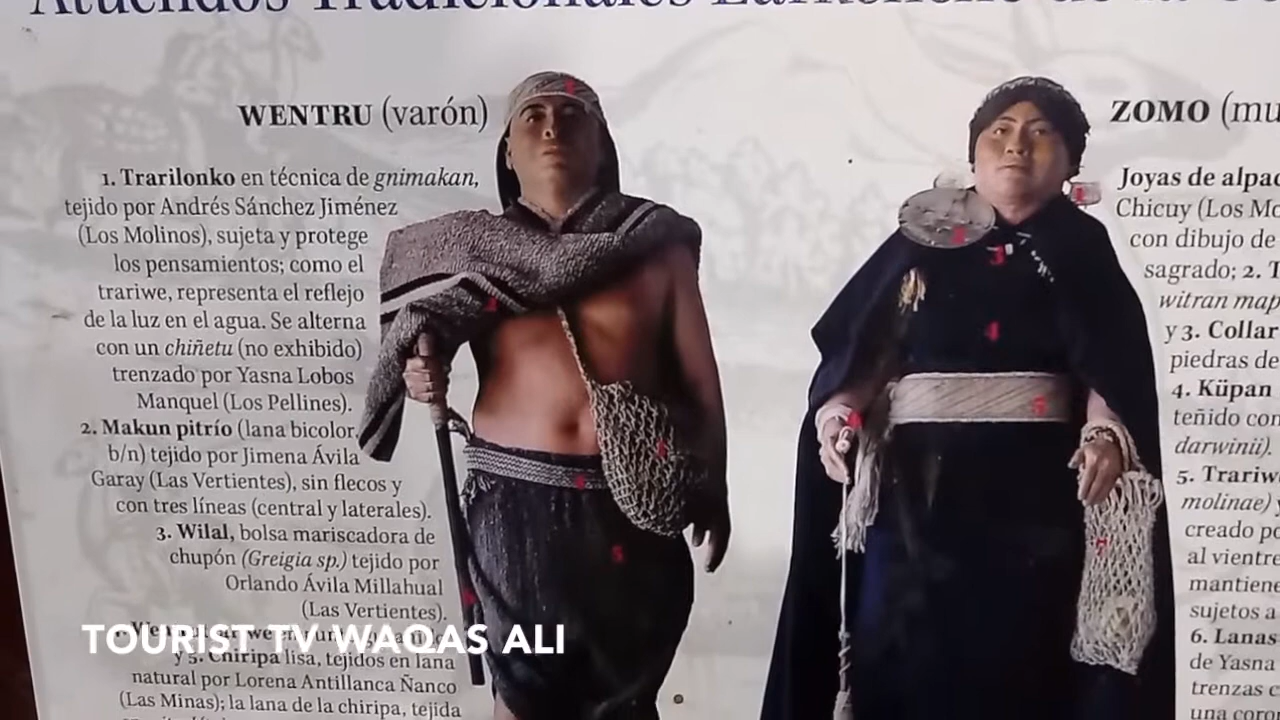 Atuendos Tradicionales Lafkenche de la
WENTRU (varón)
1. Trarilonko en técnica de gnimakan,
tejido por Andrés Sánchez Jiménez
(Los Molinos), sujeta y protege
los pensamientos; como el
trariwe, representa el reflejo
de la luz en el agua. Se alterna
con un chiñetu (no exhibido)
trenzado por Yasna Lobos
Manquel (Los Pellines).
2. Makun pitrío (lana bicolor
b/n) tejido por Jimena Ávila
Garay (Las Vertientes), sin flecos y
con tres líneas (central y laterales).
3. Wilal, bolsa mariscadora de
chupón (Greigia sp.) tejido por
Orlando Ávila Millahual
(Las Vertientes).
y 5. Chiripa lisa, tejidos en lana
natural por Lorena Antillanca Ñanco
(Las Minas); la lana de la chiripa, tejida
ZOMO (mu
Joyas de alpac
Chicuy (Los Mo
con dibujo de
sagrado; 2. T
witran map
y 3. Collar
piedras de
4. Küpan
teñido con
darwinii).
5. Trariw
molinae)
creado po
al vientre
mantiene
sujetos a
6. Lanas
de Yasna
trenzas c
una coro
TOURIST TV WAQAS ALI